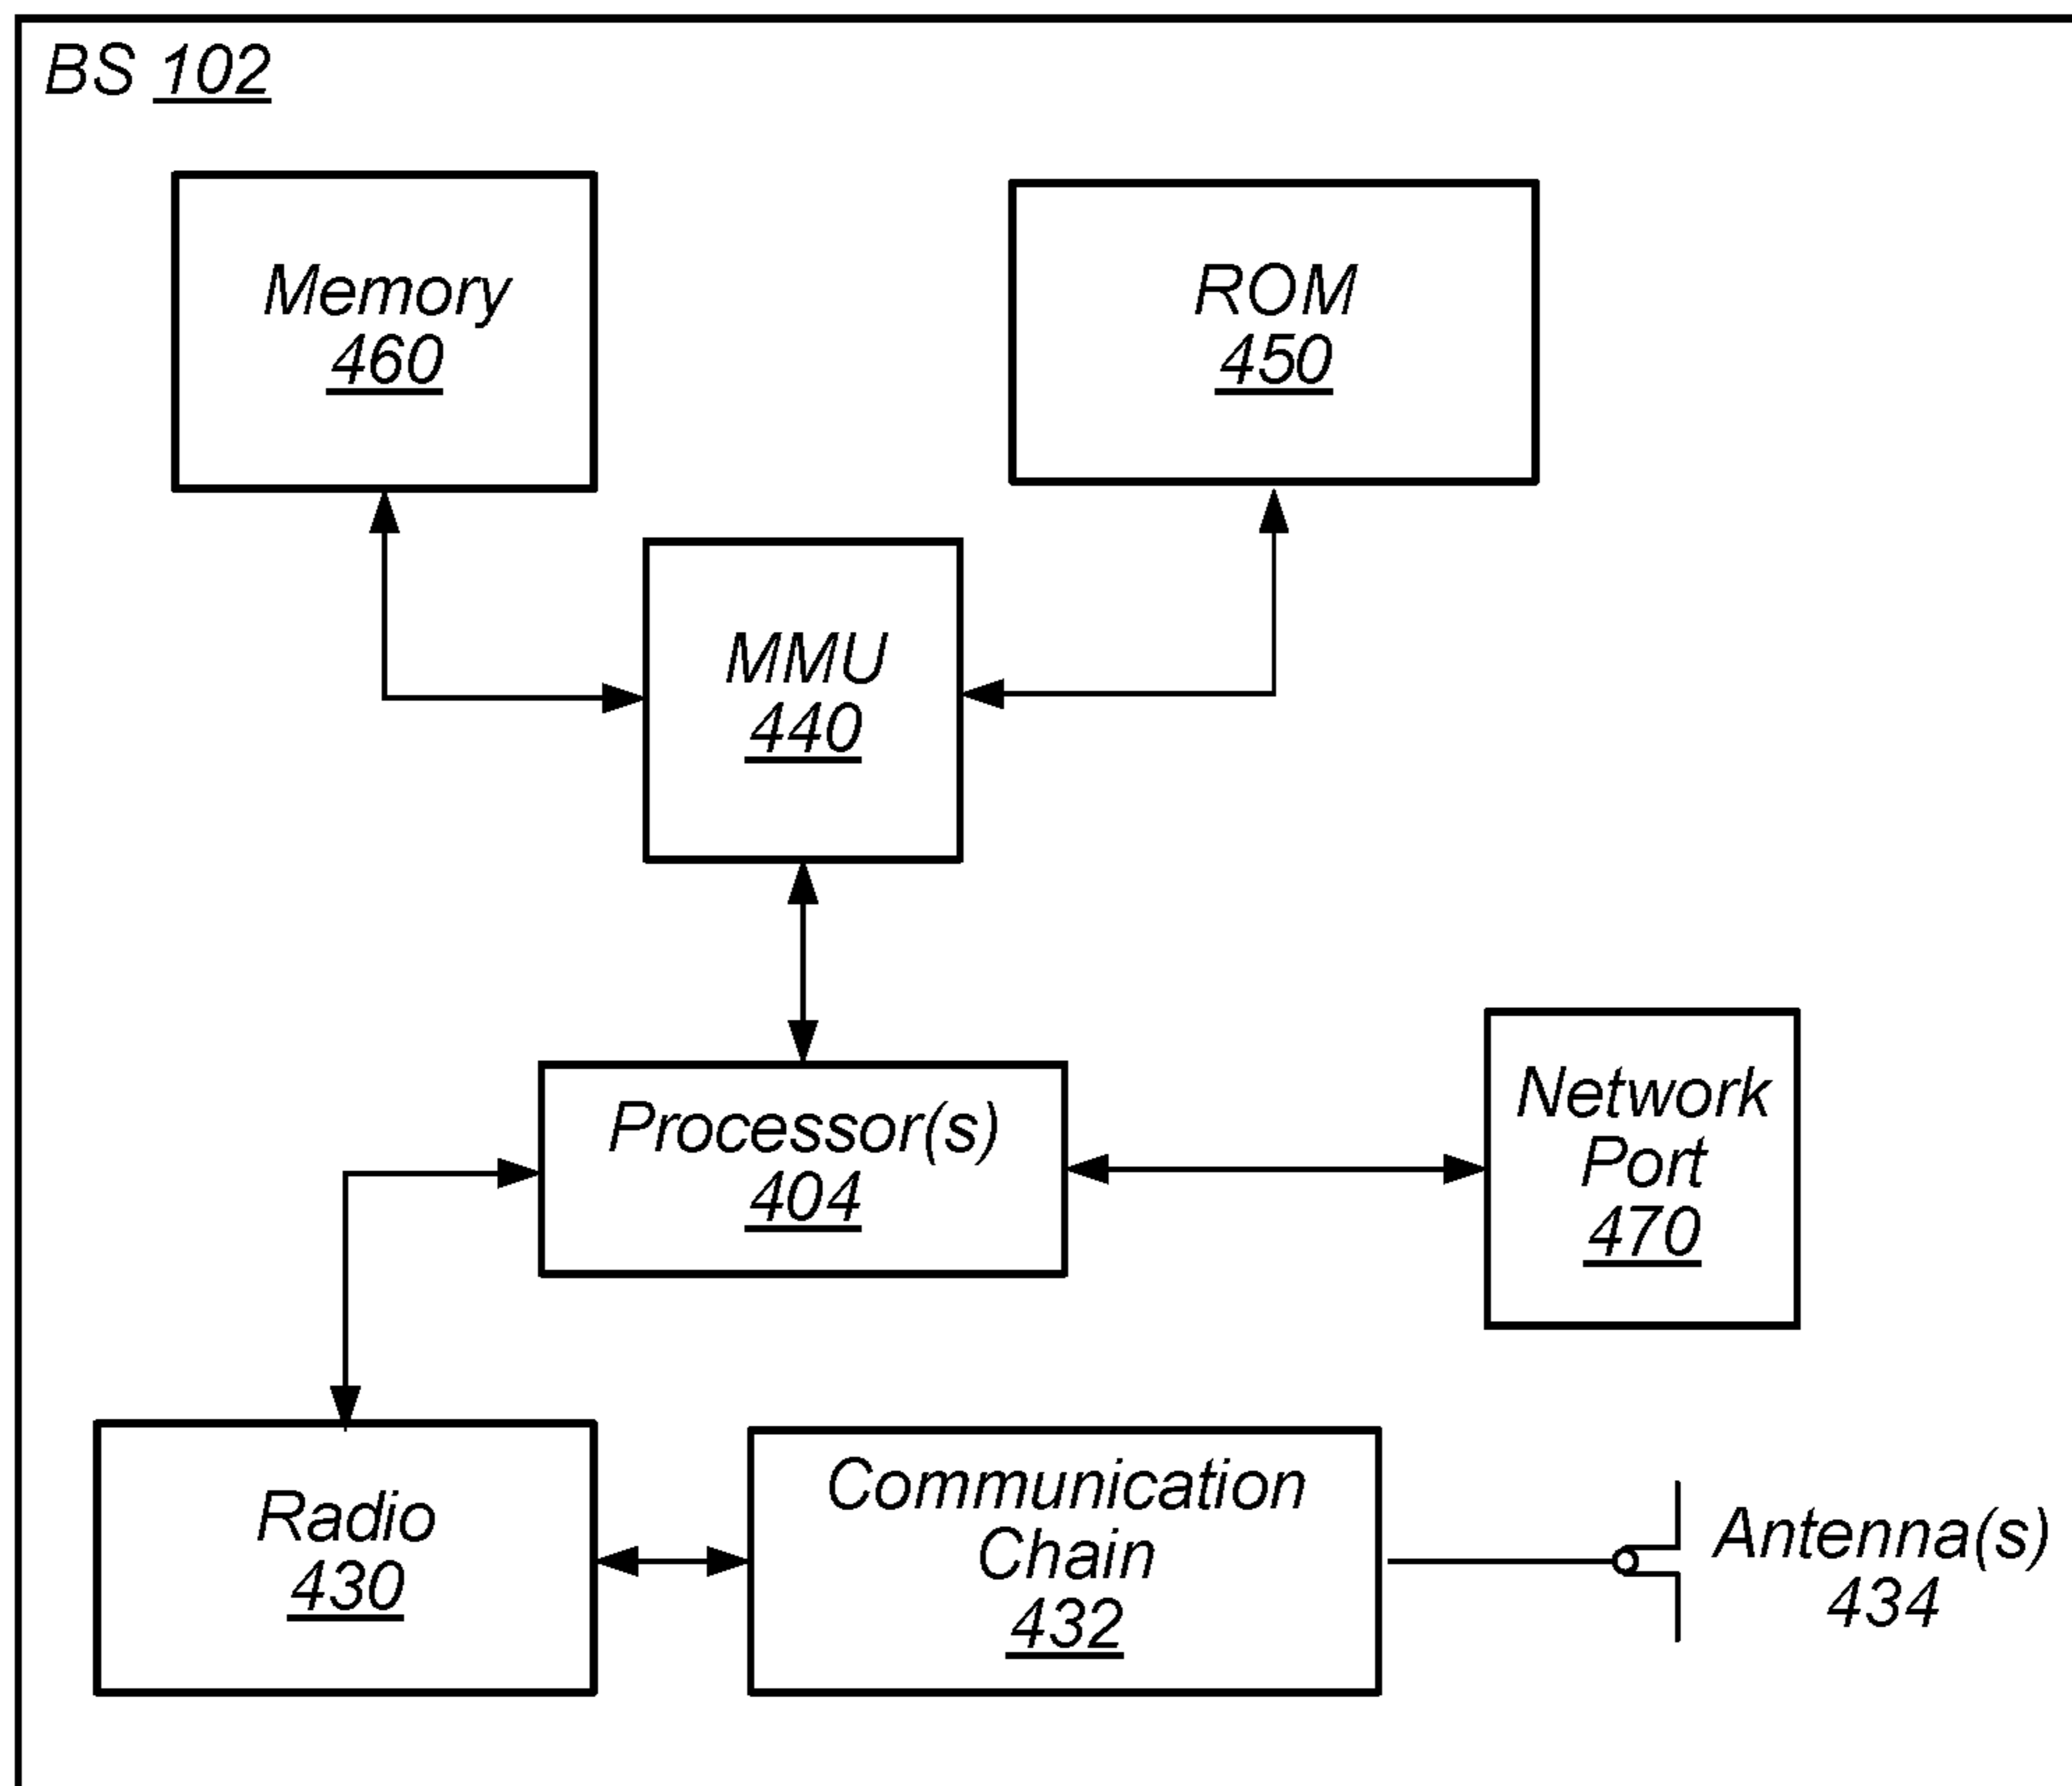 BS 102
Memory
460
ROM
450
MMU
440
Processor(s)
404
Network
Port
470
Radio
430
Communication
Chain
432
Antenna(s)
434